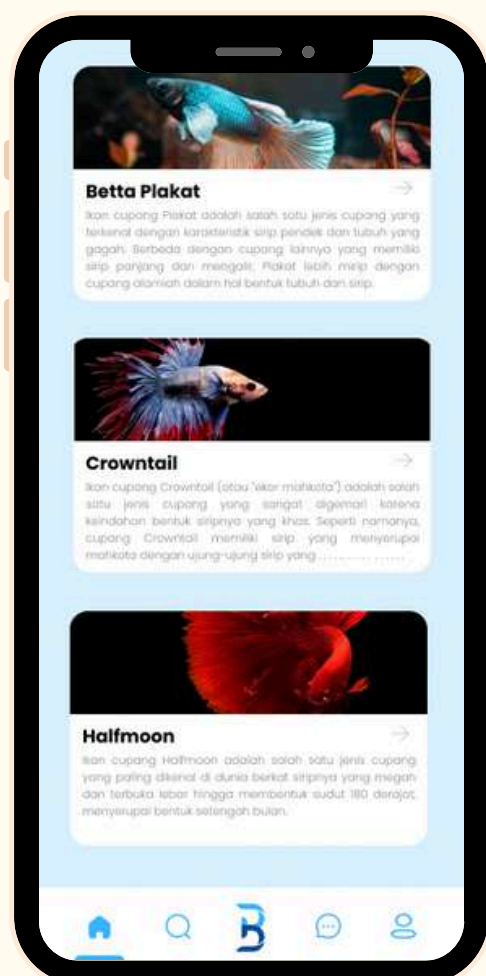 Betta Plakat
Ikan cupang Plakat adalah salah satu jenis cupang yang
terkenal dengan karakteristik sirip pendek dan tubuh yang
gagah. Berbeda dengan cupang lainnya yang memiliki
sirip panjang dan mengalir, Plakat lebih mirip dengan
cupang alamiah dalam hal bentuk tubuh dan sirip.
Crowntail
Ikan cupang Crowntail (atau "ekor mahkota") adalah salah
satu jenis cupang yang sangat digemari karena
keindahan bentuk siripnya yang khas. Seperti namanya,
cupang Crowntail memiliki sirip yang menyerupai
mahkota dengan ujung-ujung sirip yang
Halfmoon
Ikan cupang Halfmoon adalah salah satu jenis cupang
yang paling dikenal di dunia berkat siripnya yang megah
dan terbuka lebar hingga membentuk sudut 180 derajat,
menyerupai bentuk setengah bulan.
B